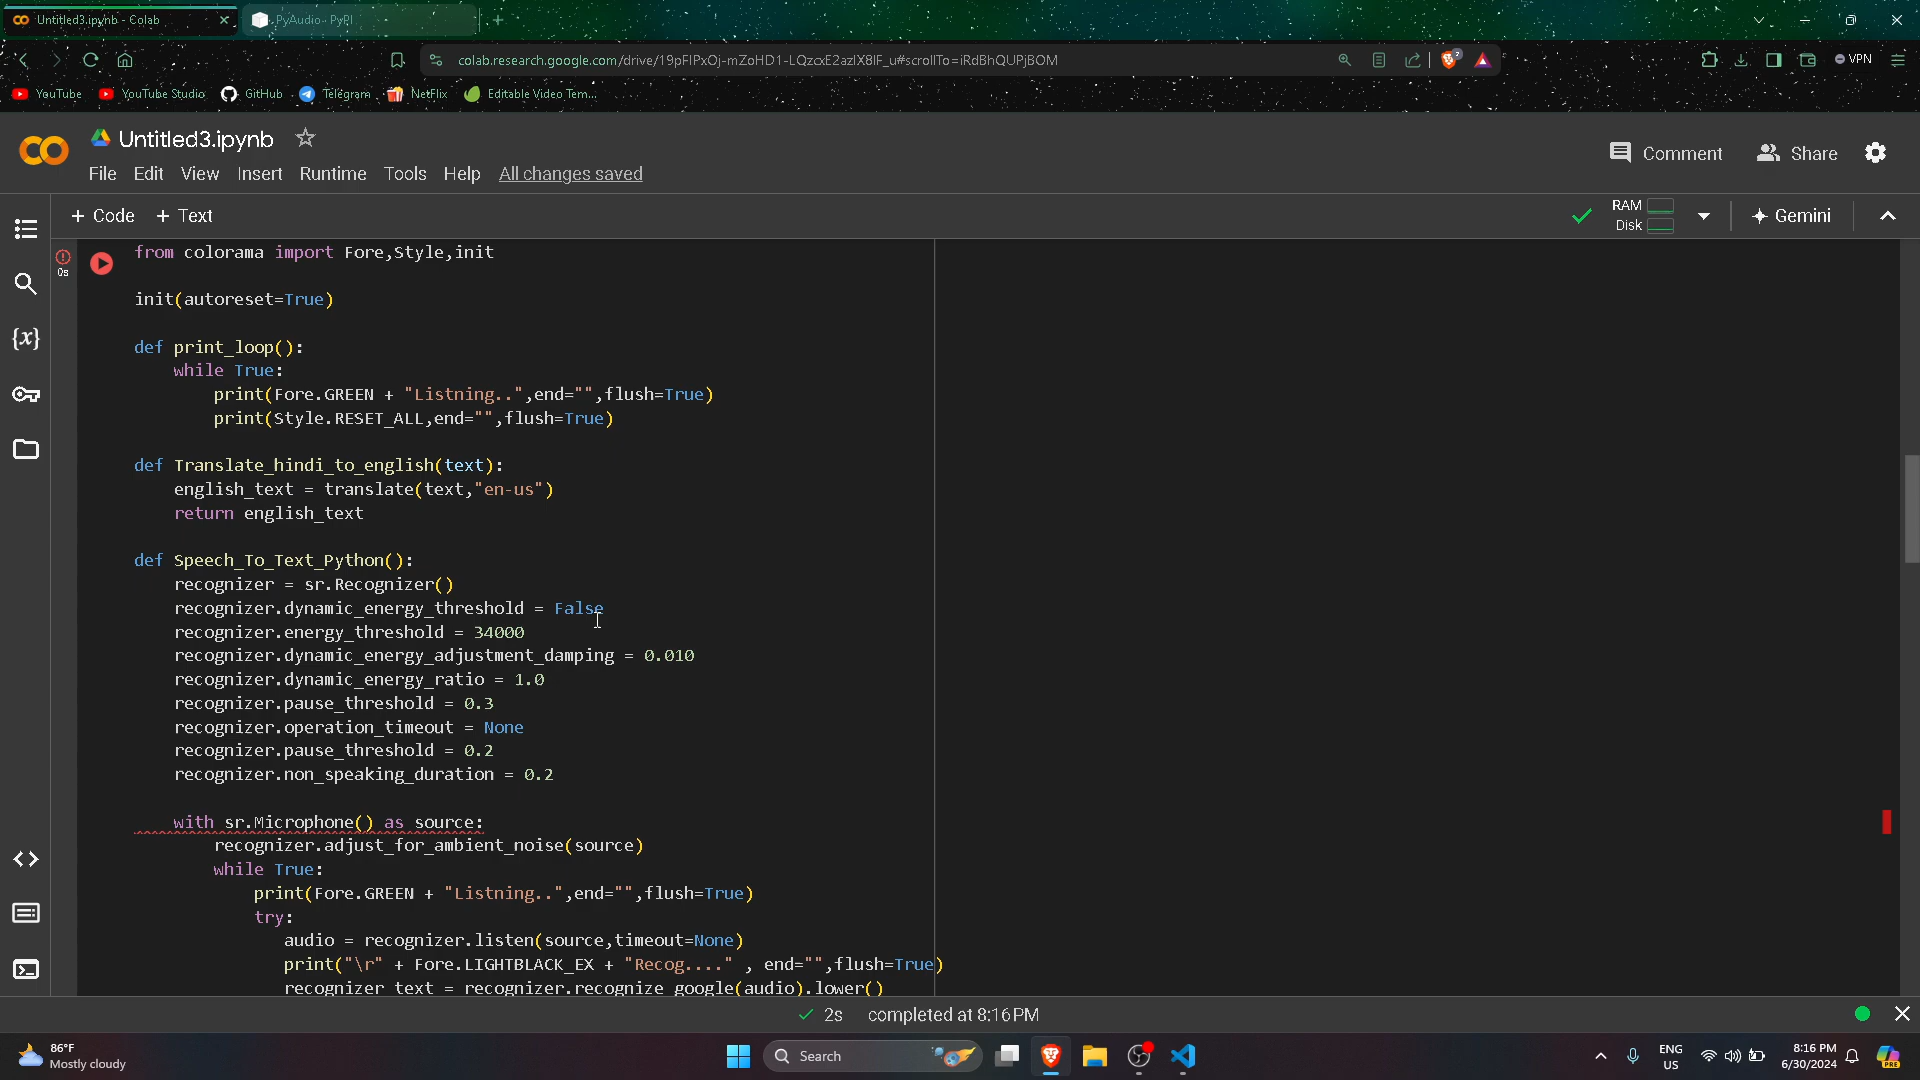 Untitled3.ipynb - Colab
PyAudio · PyPI
colab.research.google.com/drive/19pFIPxOj-mZoHD1-LQzcxE2azlX8lF_u#scrollTo=iRdBhQUPjBOM
VPN
YouTube
YouTube Studio
GitHub
Telegram
NetFlix
Editable Video Tem...
Untitled3.ipynb
Comment
Share
File Edit View Insert Runtime Tools Help All changes saved
+ Code + Text
RAM
Disk
Gemini
0s
from colorama import Fore,Style,init
init(autoreset=True)
def print_loop():
while True:
print(Fore.GREEN + "Listning..",end="",flush=True)
print(Style.RESET_ALL,end="",flush=True)
def Translate_hindi_to_english(text):
english_text = translate(text,"en-us")
return english_text
def Speech_To_Text_Python():
recognizer = sr.Recognizer()
recognizer.dynamic_energy_threshold = False
recognizer.energy_threshold = 34000
recognizer.dynamic_energy_adjustment_damping = 0.010
recognizer.dynamic_energy_ratio = 1.0
recognizer.pause_threshold = 0.3
recognizer.operation_timeout = None
recognizer.pause_threshold = 0.2
recognizer.non_speaking_duration = 0.2
with sr.Microphone() as source:
recognizer.adjust_for_ambient_noise(source)
while True:
print(Fore.GREEN + "Listning..",end="",flush=True)
try:
audio = recognizer.listen(source,timeout=None)
print("\r" + Fore.LIGHTBLACK_EX + "Recog...." , end="",flush=True)
recognizer_text = recognizer.recognize_google(audio).lower()
2s completed at 8:16 PM
86°F
Mostly cloudy
Search
ENG
US
8:16 PM
6/30/2024
PRE